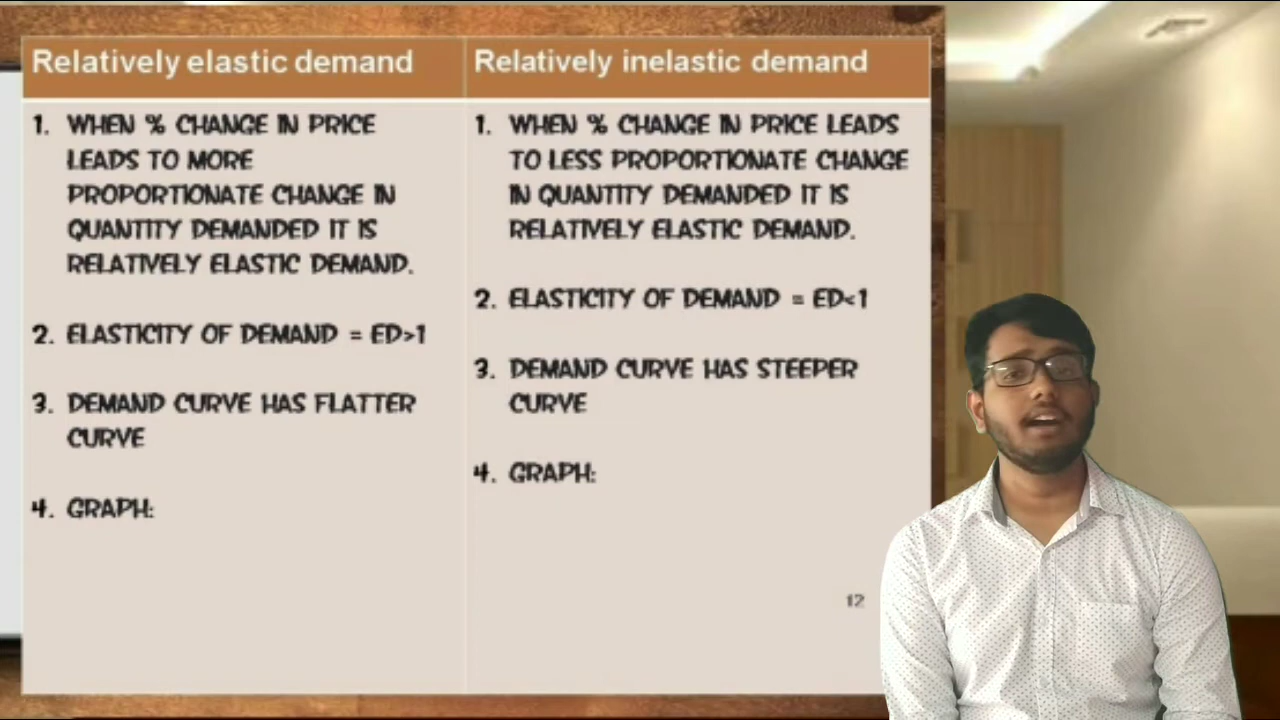 Relatively elastic demand
1. WHEN % CHANGE IN PRICE
LEADS TO MORE
PROPORTIONATE CHANGE IN
QUANTITY DEMANDED IT IS
RELATIVELY ELASTIC DEMAND.
2. ELASTICITY OF DEMAND = ED>1
3. DEMAND CURVE HAS FLATTER
CURVE
4. GRAPH:
Relatively inelastic demand
1. WHEN % CHANGE IN PRICE LEADS
TO LESS PROPORTIONATE CHANGE
IN QUANTITY DEMANDED IT IS
RELATIVELY ELASTIC DEMAND.
2. ELASTICITY OF DEMAND = ED<1
3. DEMAND CURVE HAS STEEPER
CURVE
4. GRAPH:
12